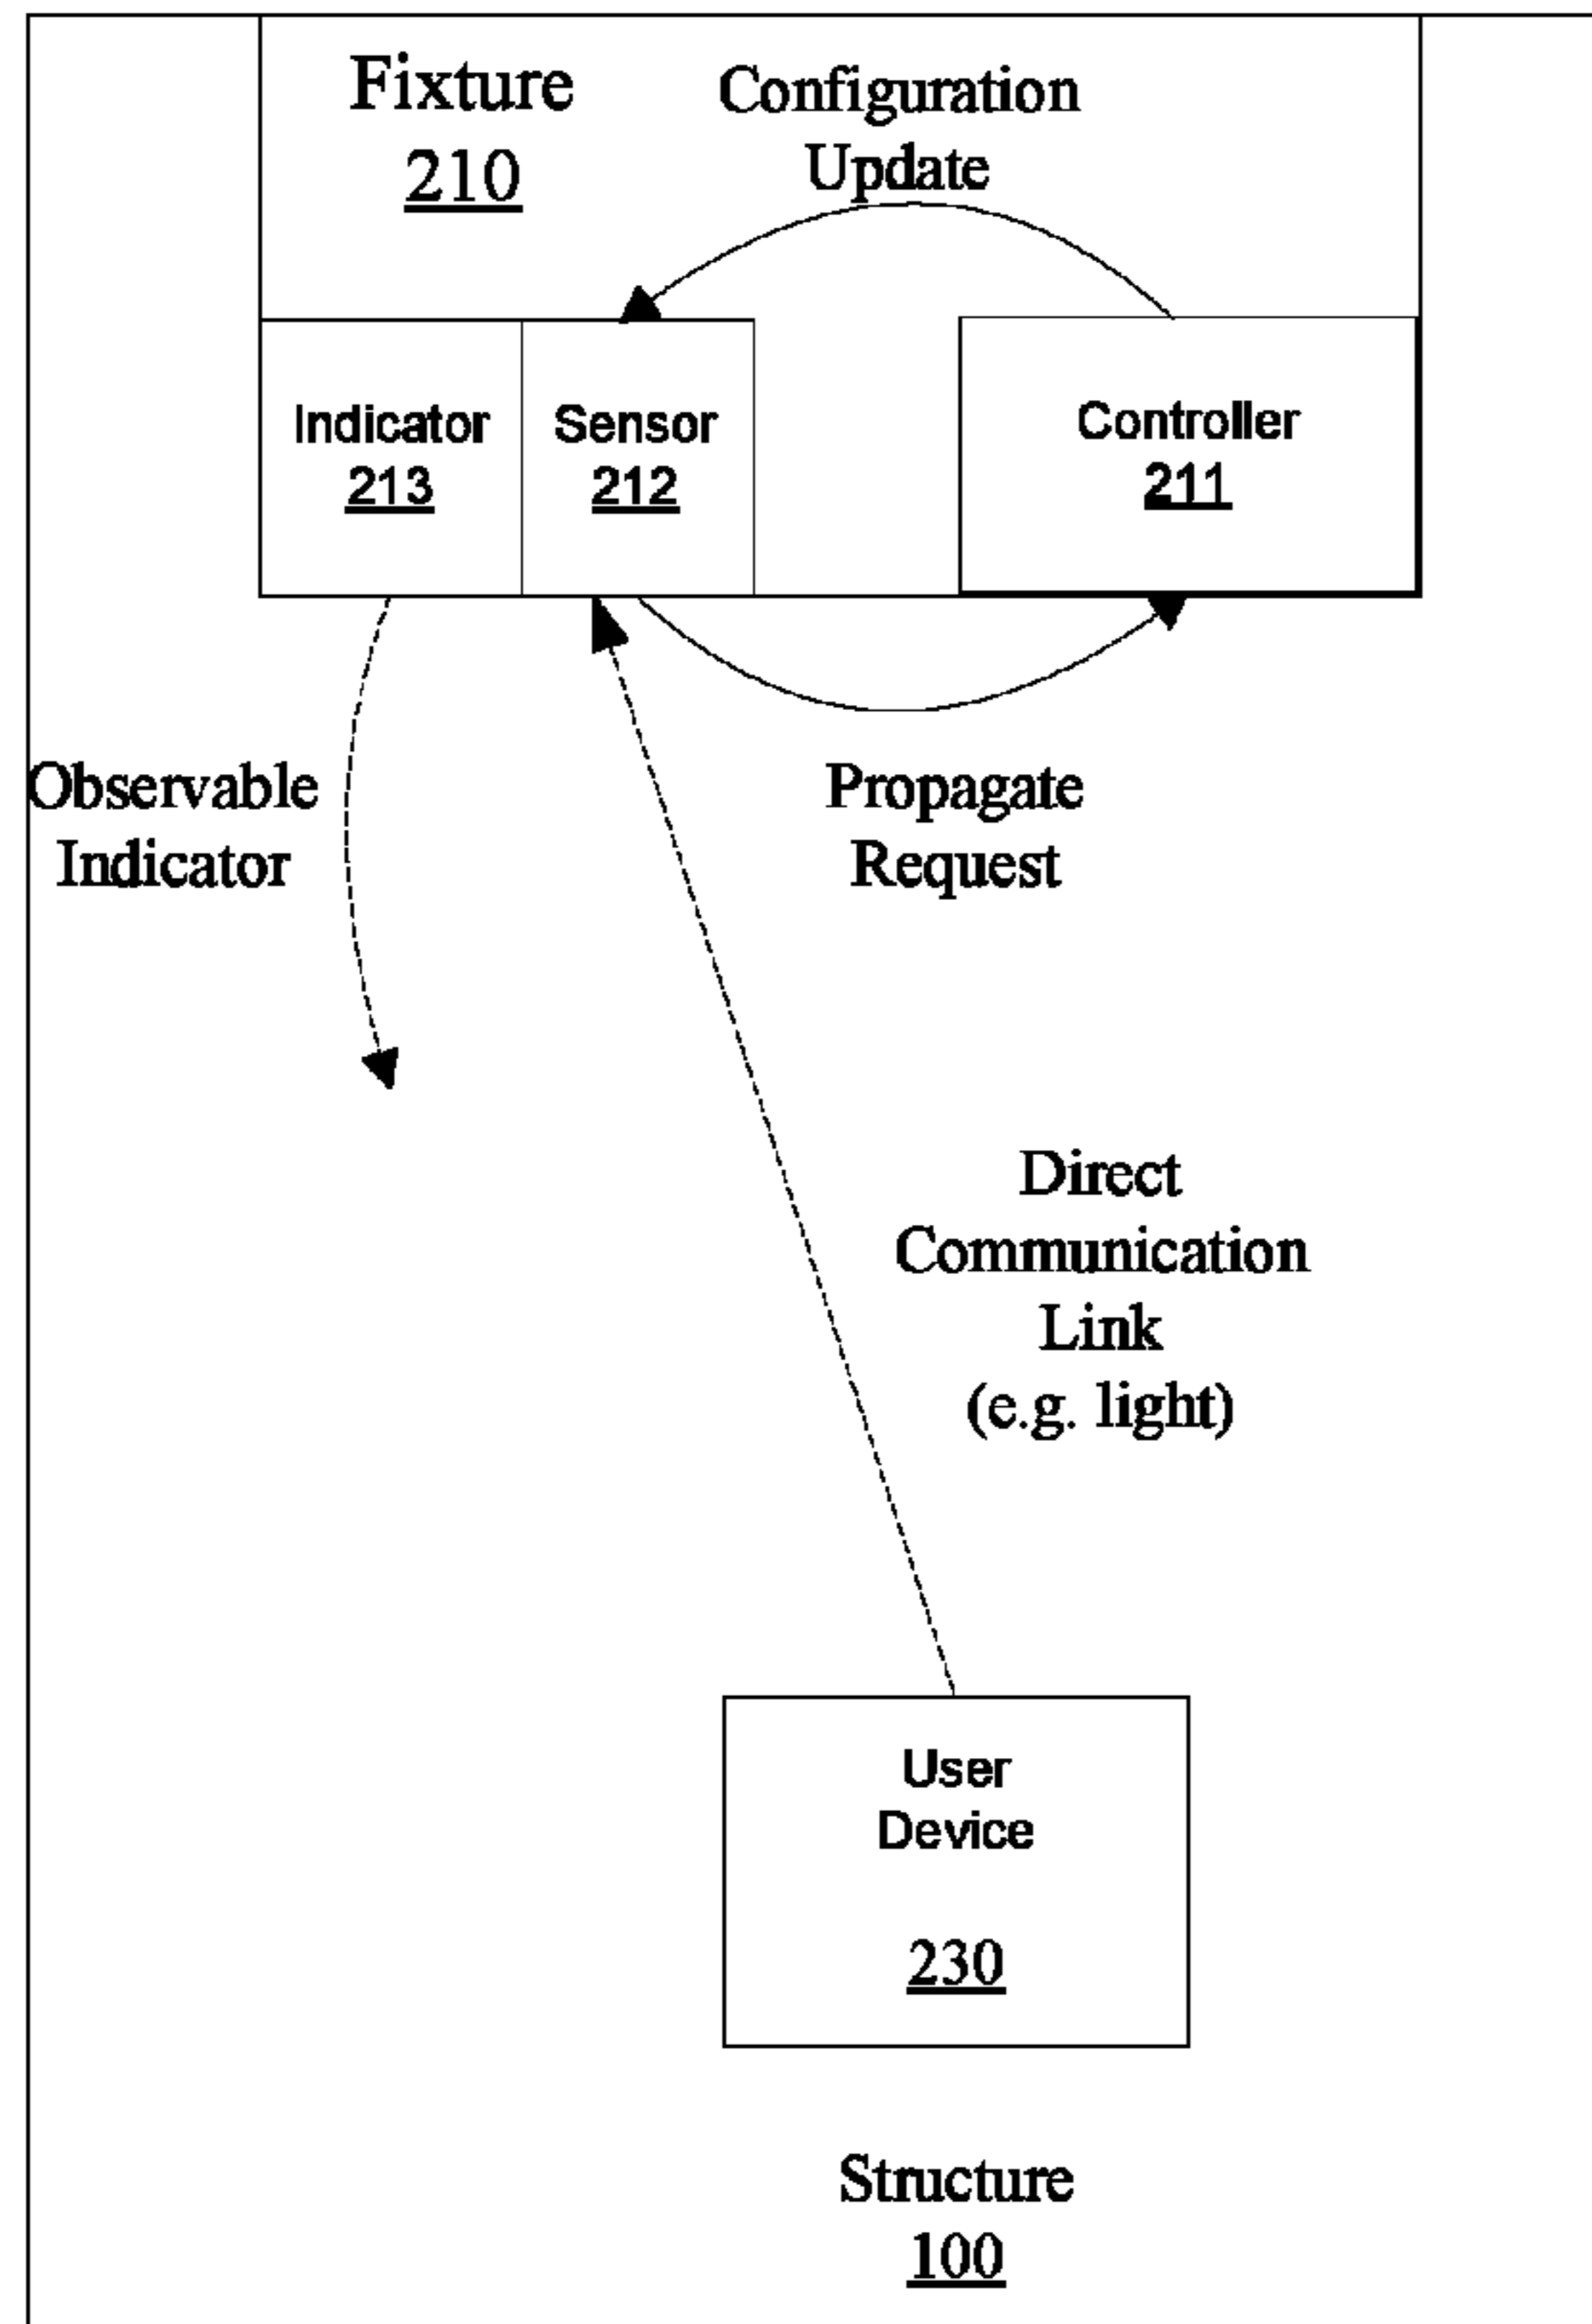 Fixture
210
Configuration
Update
Indicator
213
Sensor
212
Controller
211
Observable
Indicator
Propagate
Request
Direct
Communication
Link
(e.g. light)
User
Device
230
Structure
100